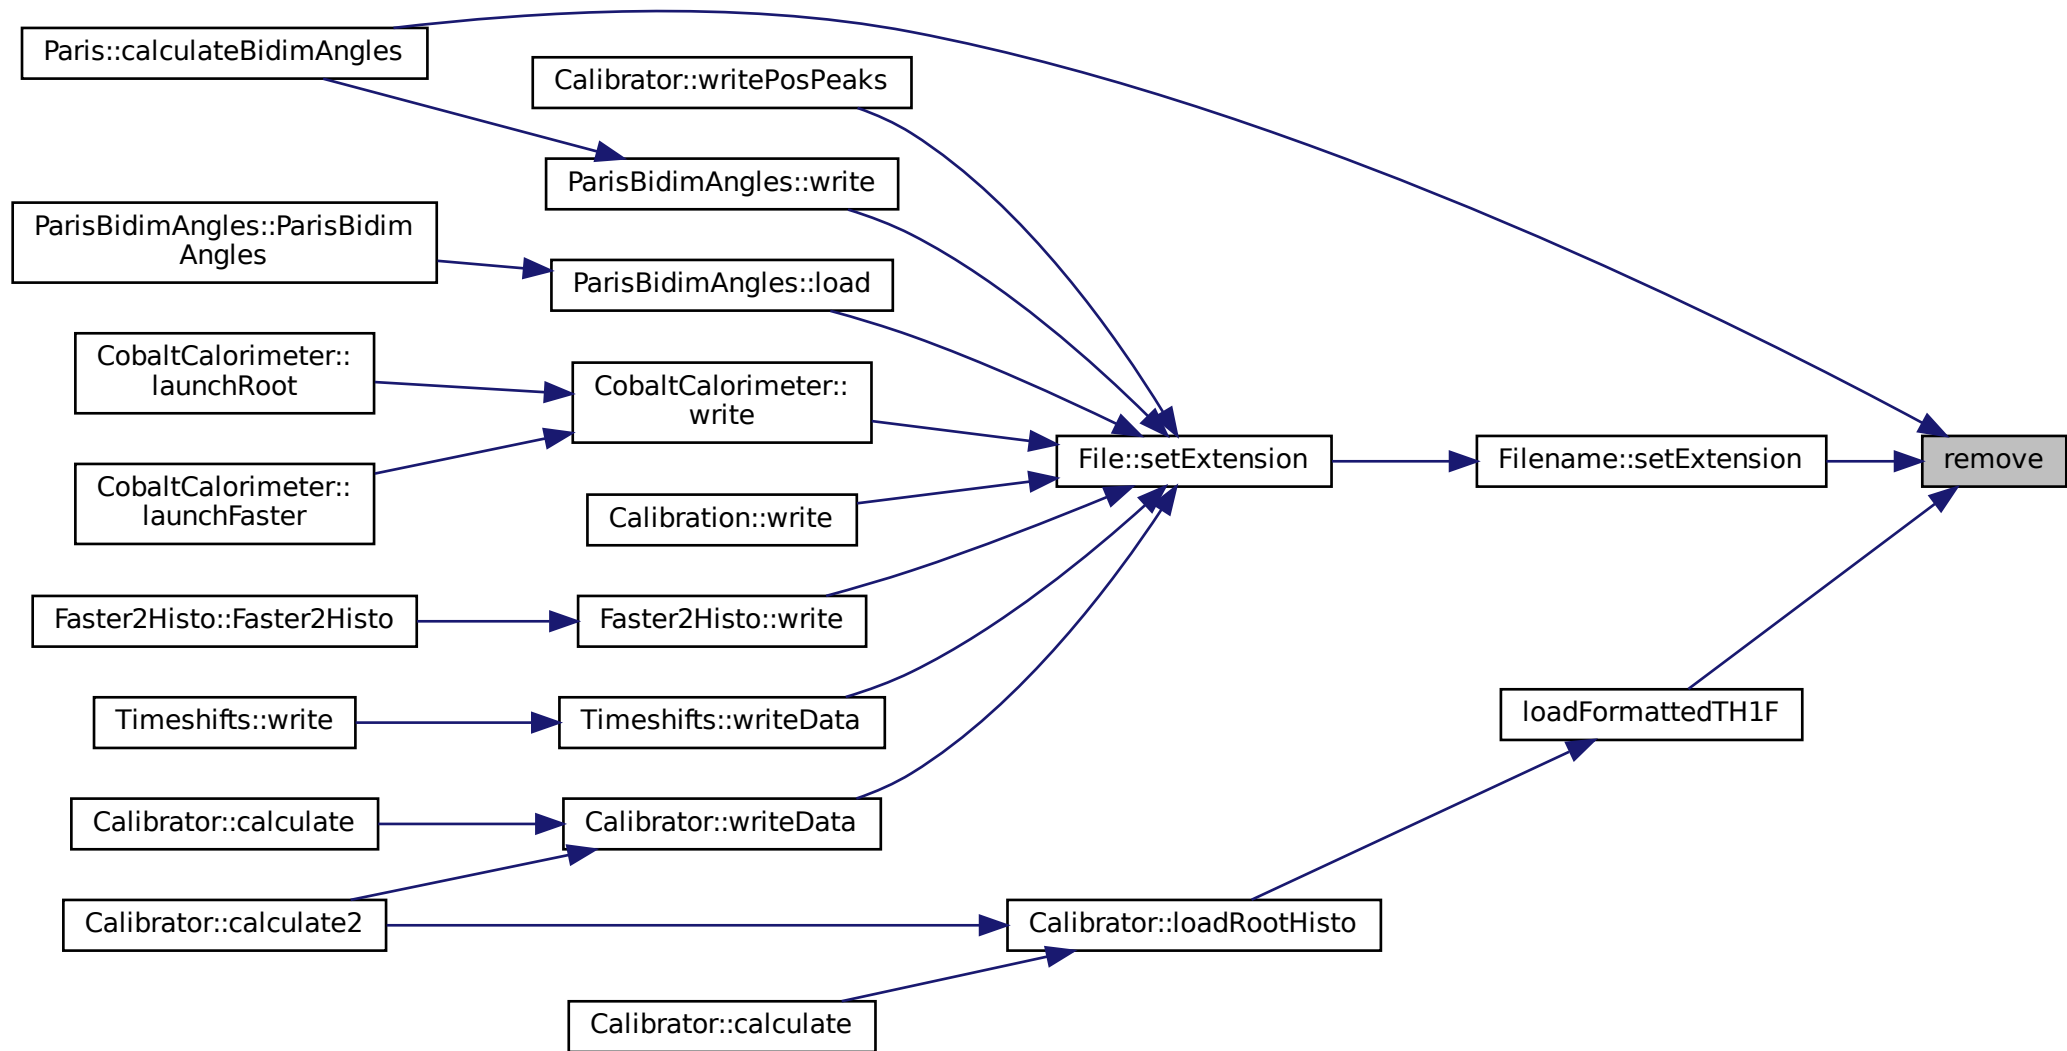 Paris::calculateBidimAngles
Calibrator::writePosPeaks
ParisBidimAngles::write
ParisBidimAngles::ParisBidim
Angles
ParisBidimAngles::load
CobaltCalorimeter::
launchRoot
CobaltCalorimeter::
write
File::setExtension
Filename::setExtension
remove
CobaltCalorimeter::
launchFaster
Calibration::write
Faster2Histo::Faster2Histo
Faster2Histo::write
Timeshifts::write
Timeshifts::writeData
loadFormattedTH1F
Calibrator::calculate
Calibrator::writeData
Calibrator::calculate2
Calibrator::loadRootHisto
Calibrator::calculate